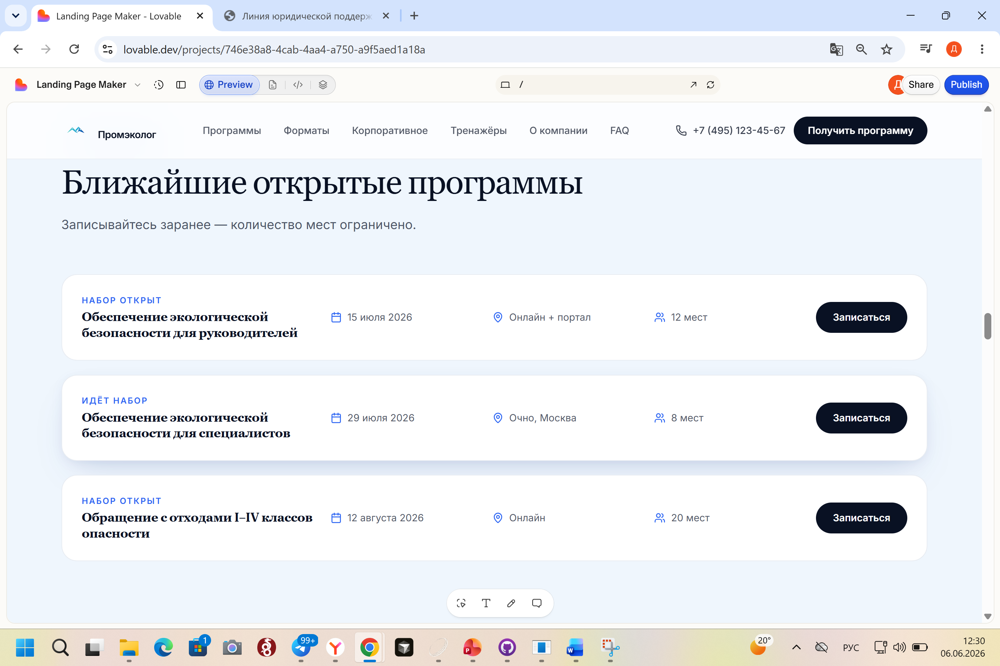 Landing Page Maker - Lovable
Линия юридической поддерж
lovable.dev/projects/746e38a8-4cab-4aa4-a750-a9f5aed1a18a
Д
Landing Page Maker
Preview
/
Д
Share
Publish
Промэколог
Программы
Форматы
Корпоративное
Тренажёры
О компании
FAQ
+7 (495) 123-45-67
Получить программу
Ближайшие открытые программы
Записывайтесь заранее — количество мест ограничено.
НАБОР ОТКРЫТ
Обеспечение экологической
безопасности для руководителей
15 июля 2026
Онлайн + портал
12 мест
Записаться
ИДЁТ НАБОР
Обеспечение экологической
безопасности для специалистов
29 июля 2026
Очно, Москва
8 мест
Записаться
НАБОР ОТКРЫТ
Обращение с отходами I–IV классов
опасности
12 августа 2026
Онлайн
20 мест
Записаться
1
99+
20°
РУС
12:30
06.06.2026